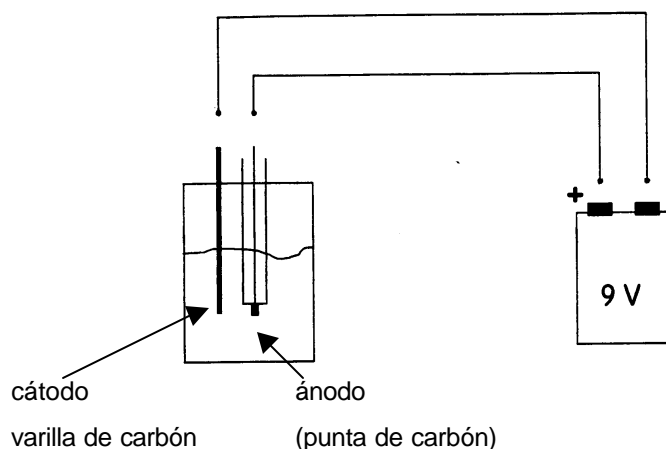 +
9 V
cátodo
varilla de carbón
ánodo
(punta de carbón)